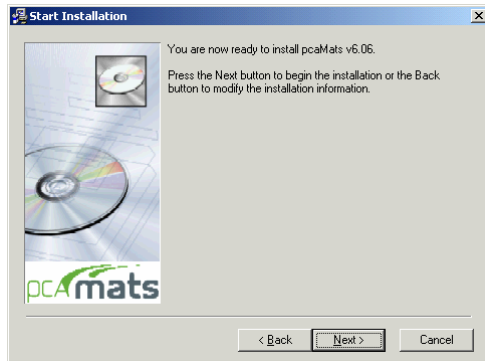 Start Installation
You are now ready to install pcaMats v6.06.
Press the Next button to begin the installation or the Back
button to modify the installation information.
pcAmats
< Back
Next >
Cancel